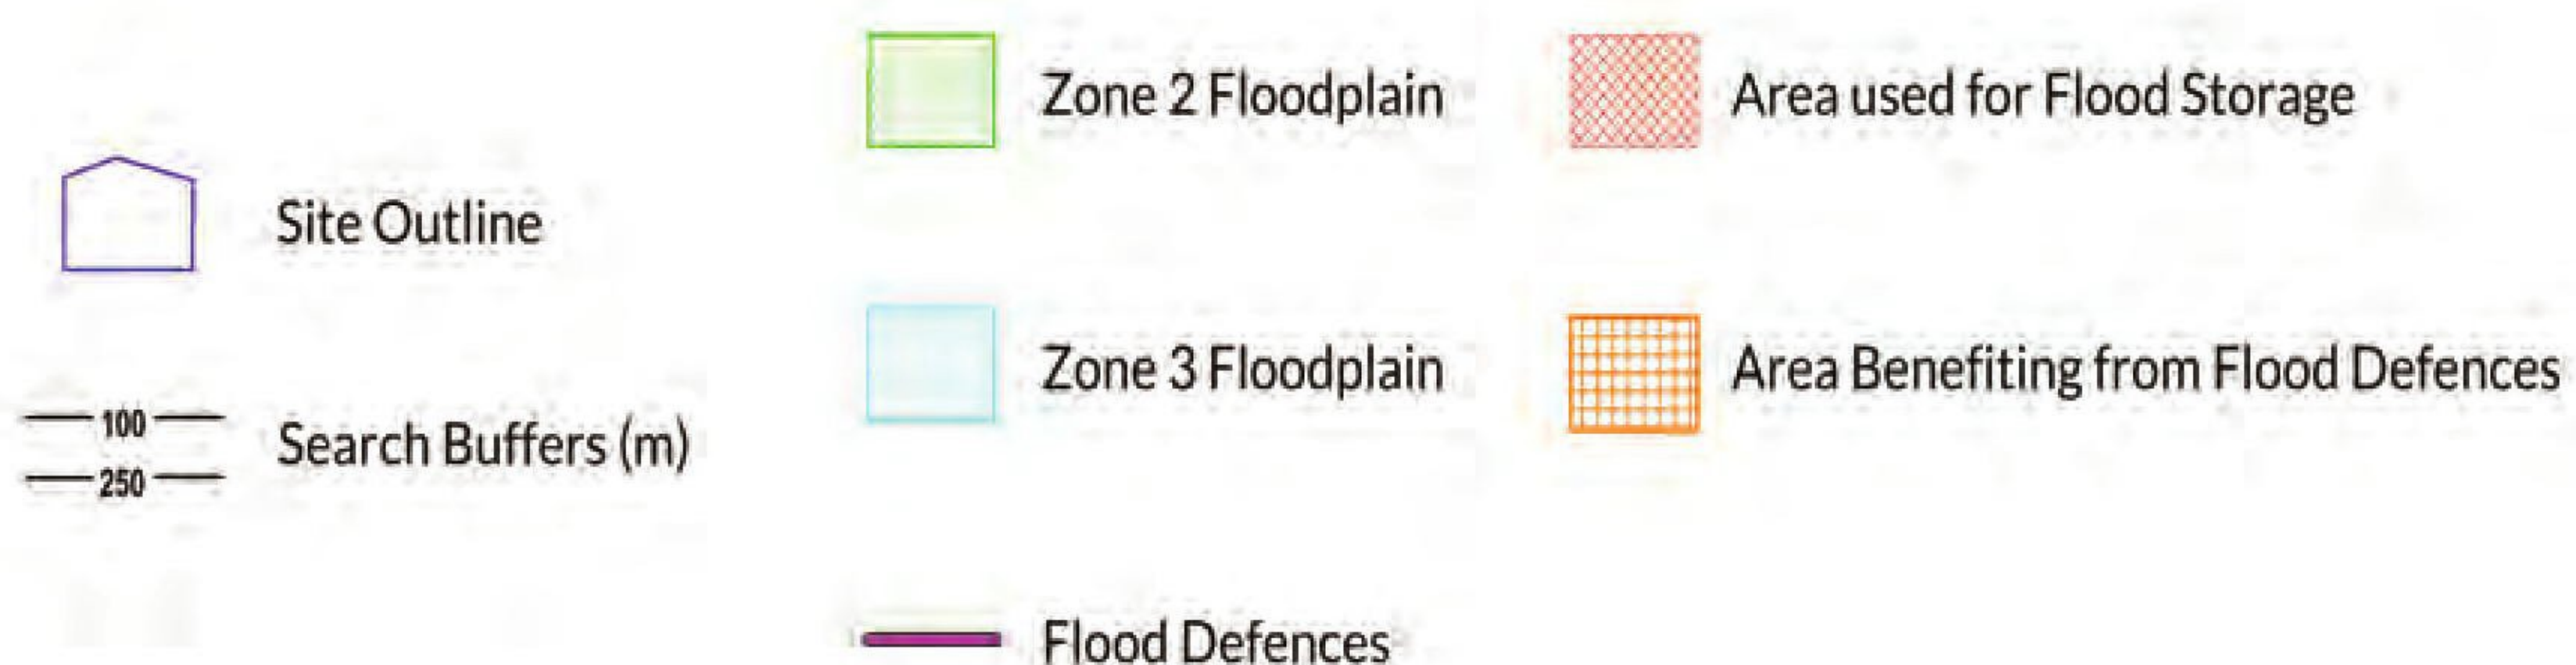 Site Outline
100
250
Search Buffers (m)
Zone 2 Floodplain
Zone 3 Floodplain
Flood Defences
Area used for Flood Storage
Area Benefiting from Flood Defences